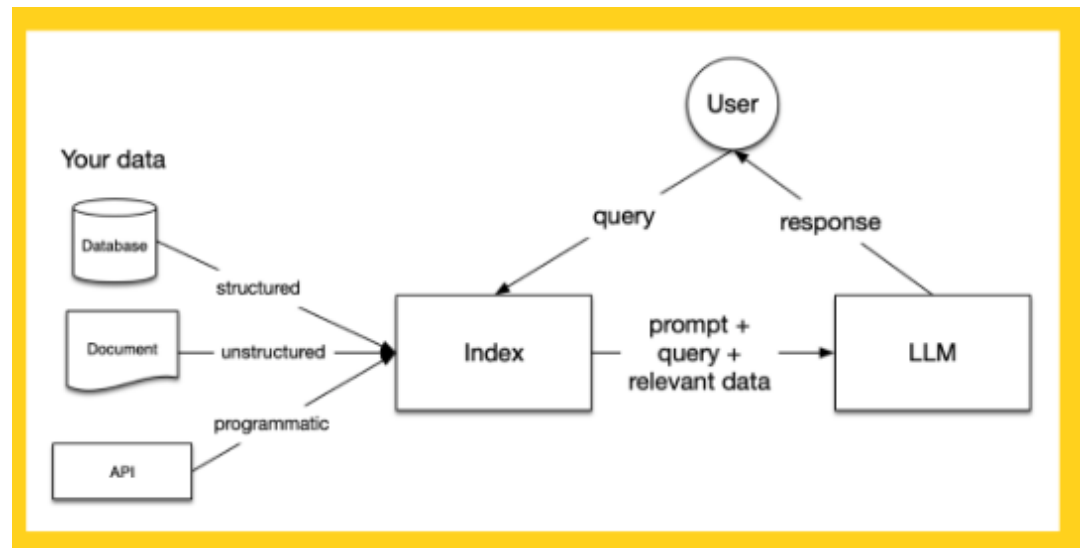 User
Your data
Database
query
response
structured
Document
unstructured
Index
prompt +
query +
relevant data
LLM
programmatic
API